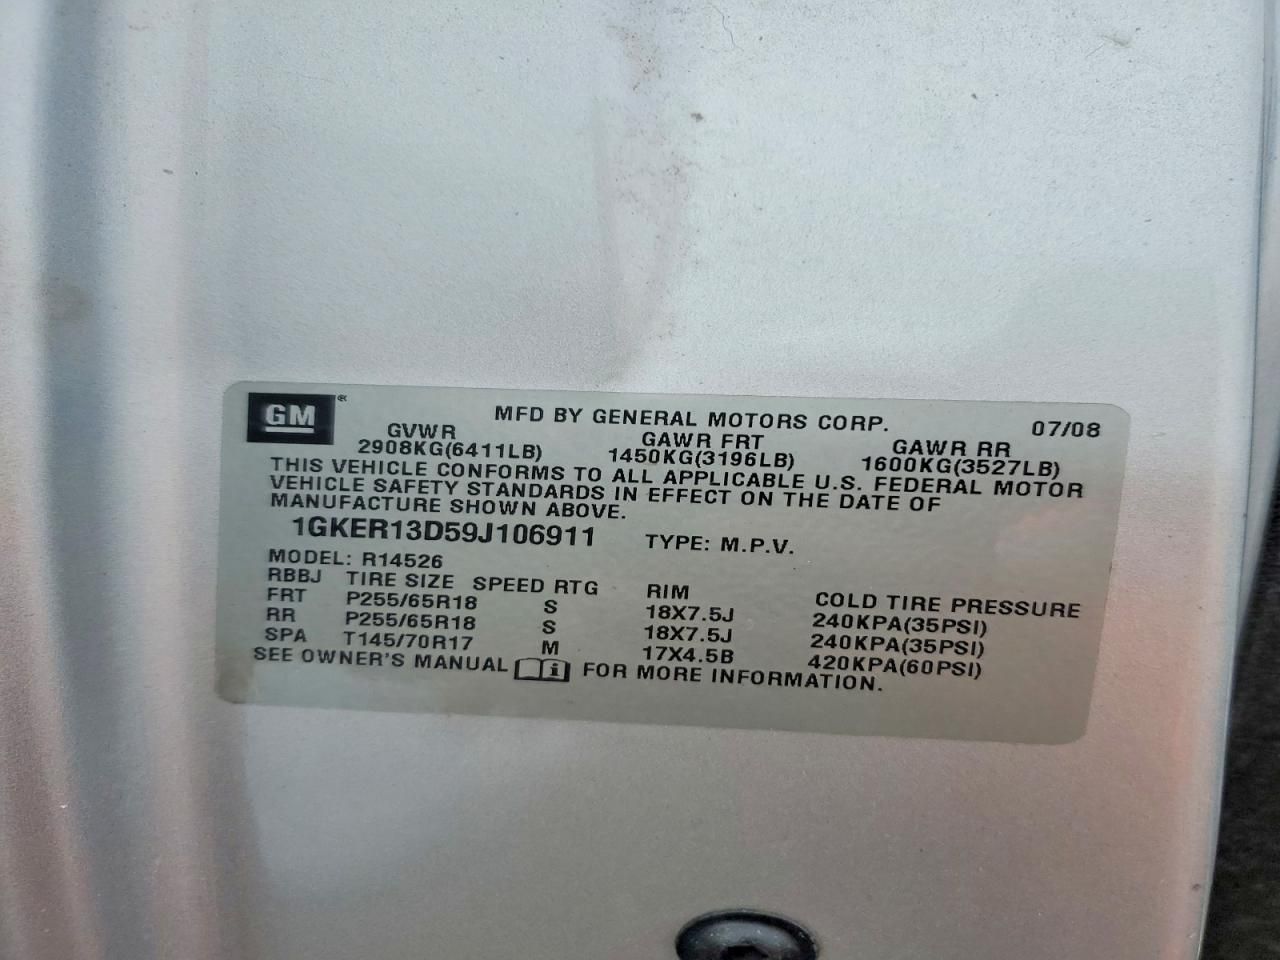 GM® MFD BY GENERAL MOTORS CORP. 07/08
GVWR GAWR FRT GAWR RR
2908KG(6411LB) 1450KG(3196LB) 1600KG(3527LB)
THIS VEHICLE CONFORMS TO ALL APPLICABLE U.S. FEDERAL MOTOR
VEHICLE SAFETY STANDARDS IN EFFECT ON THE DATE OF
MANUFACTURE SHOWN ABOVE.
1GKER13D59J106911 TYPE: M.P.V.
MODEL: R14526
RBBJ TIRE SIZE SPEED RTG RIM COLD TIRE PRESSURE
FRT P255/65R18 S 18X7.5J 240KPA(35PSI)
RR P255/65R18 S 18X7.5J 240KPA(35PSI)
SPA T145/70R17 M 17X4.5B 420KPA(60PSI)
SEE OWNER'S MANUAL i FOR MORE INFORMATION.